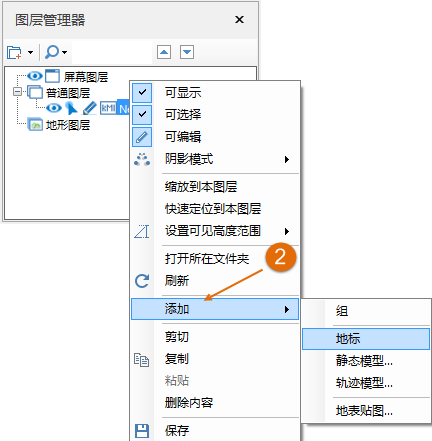 图层管理器
屏幕图层
普通图层
kMl
地形图层
可显示
可选择
可编辑
阴影模式
缩放到本图层
快速定位到本图层
设置可见高度范围
打开所在文件夹
2
刷新
添加
组
地标
静态模型...
轨迹模型...
地表贴图...
剪切
复制
粘贴
删除内容
保存